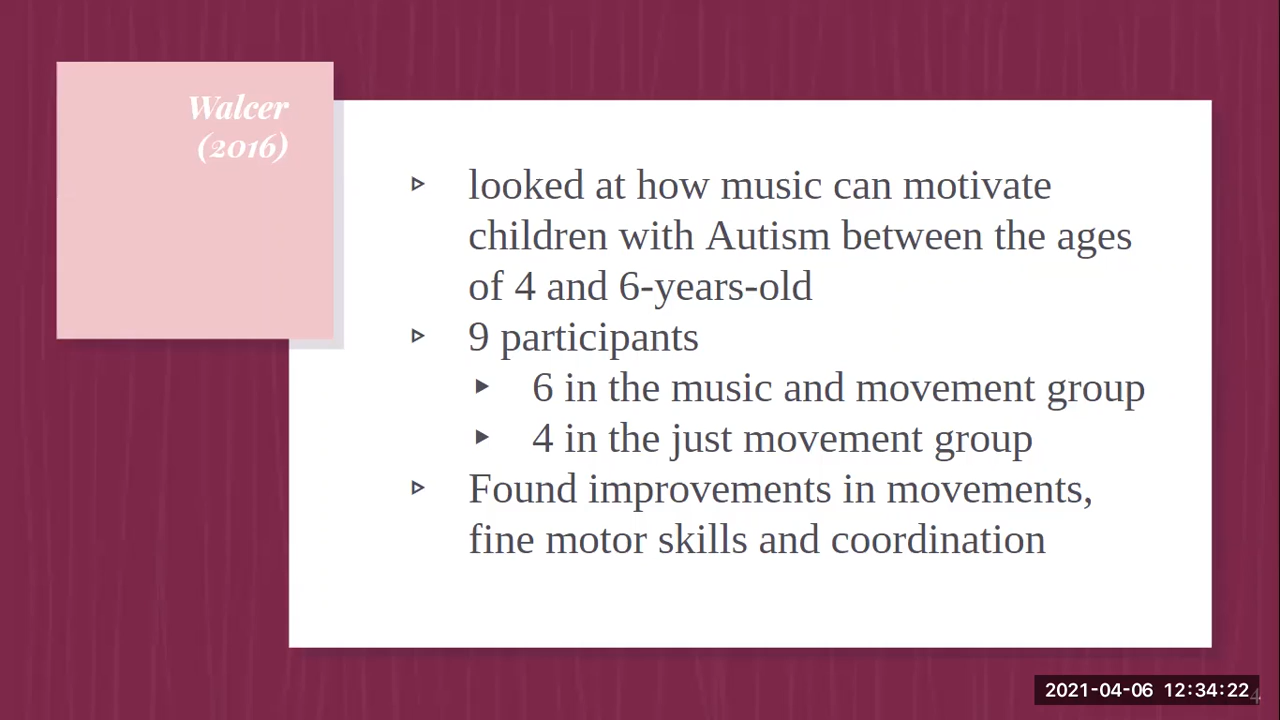 Walcer
(2016)
looked at how music can motivate
children with Autism between the ages
of 4 and 6-years-old
9 participants
6 in the music and movement group
4 in the just movement group
Found improvements in movements,
fine motor skills and coordination
2021-04-06 12:34:22
4